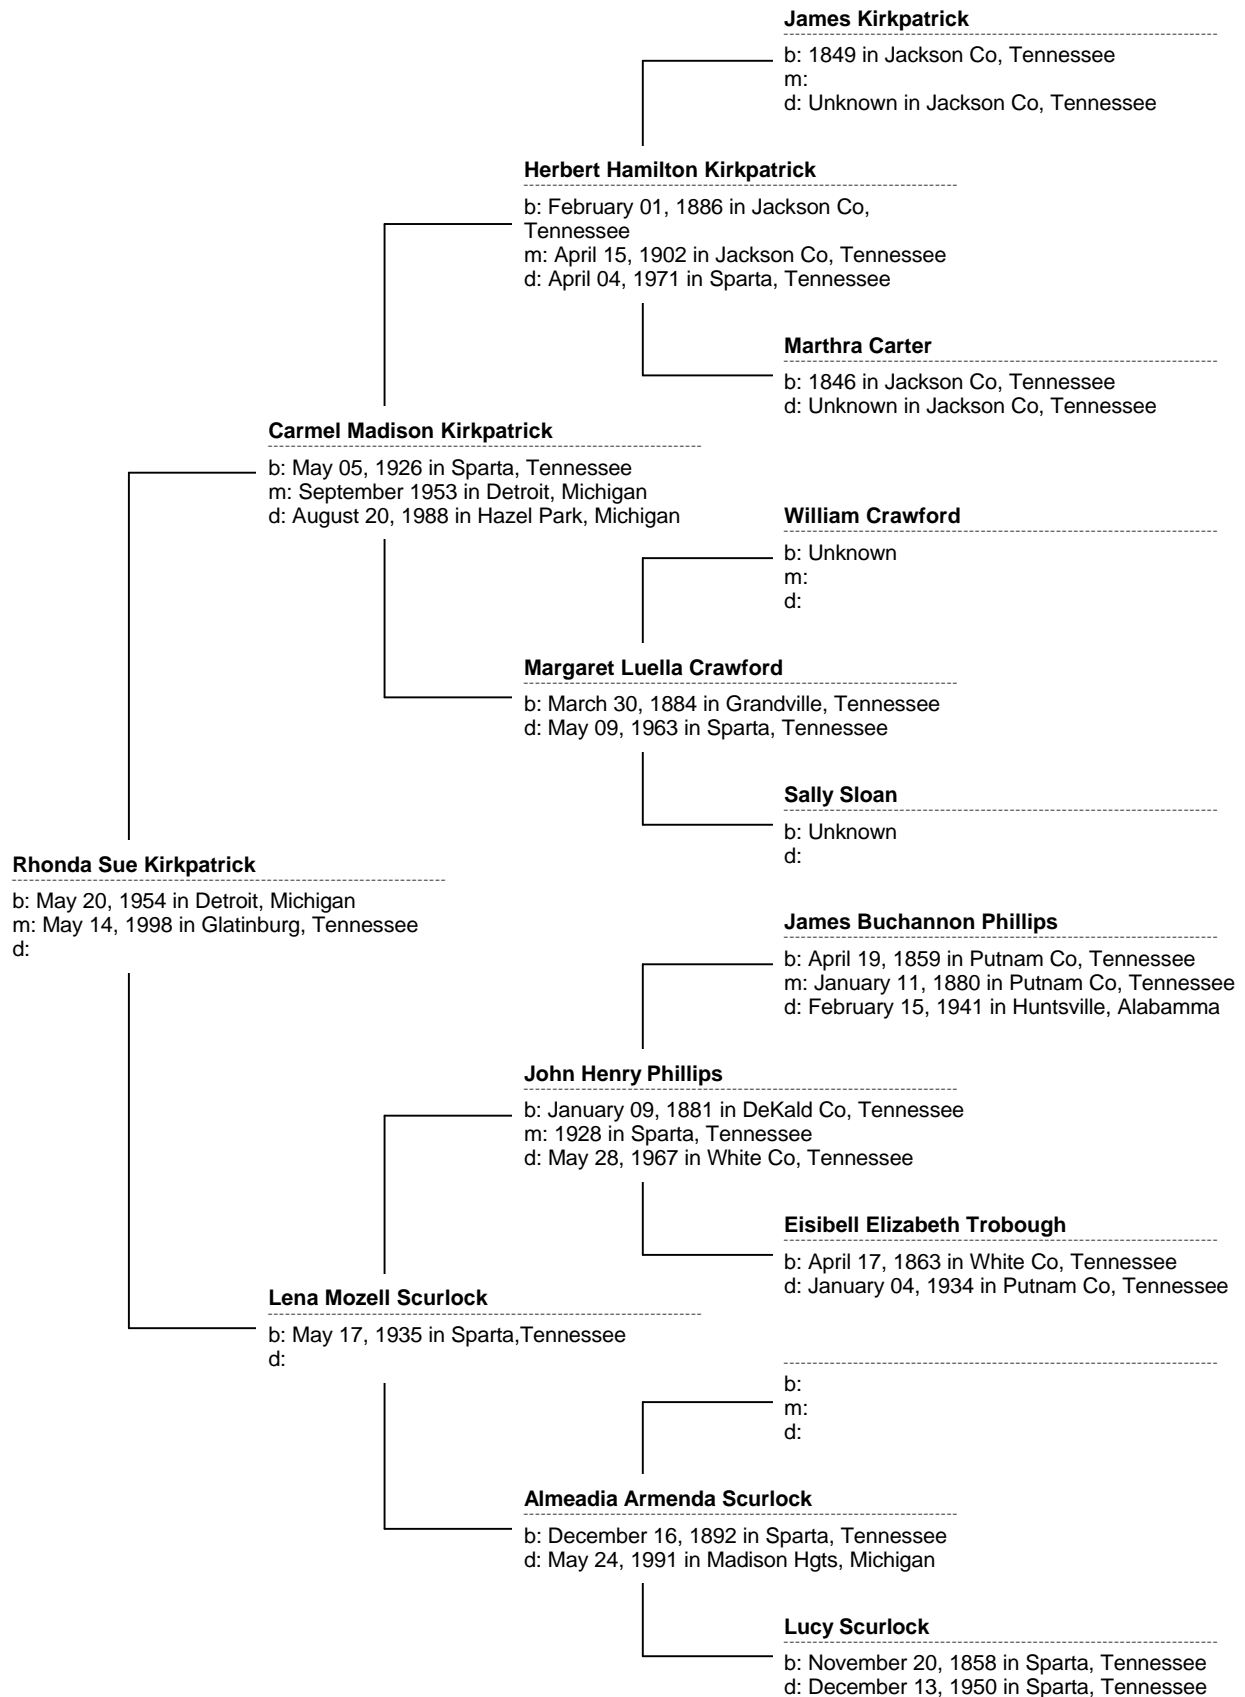 James Kirkpatrick
b: 1849 in Jackson Co, Tennessee
m:
d: Unknown in Jackson Co, Tennessee
Herbert Hamilton Kirkpatrick
b: February 01, 1886 in Jackson Co,
Tennessee
m: April 15, 1902 in Jackson Co, Tennessee
d: April 04, 1971 in Sparta, Tennessee
Marthra Carter
b: 1846 in Jackson Co, Tennessee
d: Unknown in Jackson Co, Tennessee
Carmel Madison Kirkpatrick
b: May 05, 1926 in Sparta, Tennessee
m: September 1953 in Detroit, Michigan
d: August 20, 1988 in Hazel Park, Michigan
William Crawford
b: Unknown
m:
d:
Margaret Luella Crawford
b: March 30, 1884 in Grandville, Tennessee
d: May 09, 1963 in Sparta, Tennessee
Sally Sloan
b: Unknown
d:
Rhonda Sue Kirkpatrick
b: May 20, 1954 in Detroit, Michigan
m: May 14, 1998 in Glatinburg, Tennessee
d:
James Buchannon Phillips
b: April 19, 1859 in Putnam Co, Tennessee
m: January 11, 1880 in Putnam Co, Tennessee
d: February 15, 1941 in Huntsville, Alabamma
John Henry Phillips
b: January 09, 1881 in DeKald Co, Tennessee
m: 1928 in Sparta, Tennessee
d: May 28, 1967 in White Co, Tennessee
Eisibell Elizabeth Trobough
b: April 17, 1863 in White Co, Tennessee
d: January 04, 1934 in Putnam Co, Tennessee
Lena Mozell Scurlock
b: May 17, 1935 in Sparta,Tennessee
d:
b:
m:
d:
Almeadia Armenda Scurlock
b: December 16, 1892 in Sparta, Tennessee
d: May 24, 1991 in Madison Hgts, Michigan
Lucy Scurlock
b: November 20, 1858 in Sparta, Tennessee
d: December 13, 1950 in Sparta, Tennessee